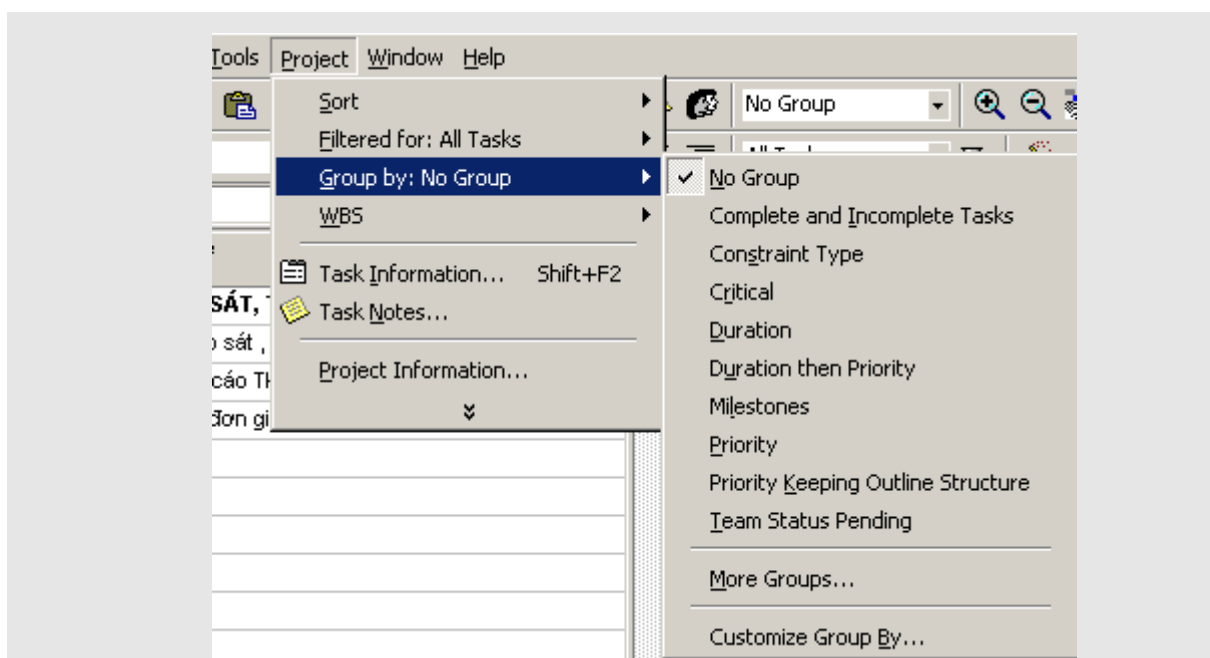 Tools Project Window Help
No Group
Sort
Filtered for: All Tasks
Group by: No Group
WBS
Task Information... Shift+F2
Task Notes...
Project Information...
SÁT,
sát ,
cáo
đơn
No Group
Complete and Incomplete Tasks
Constraint Type
Critical
Duration
Duration then Priority
Milestones
Priority
Priority Keeping Outline Structure
Team Status Pending
More Groups...
Customize Group By...